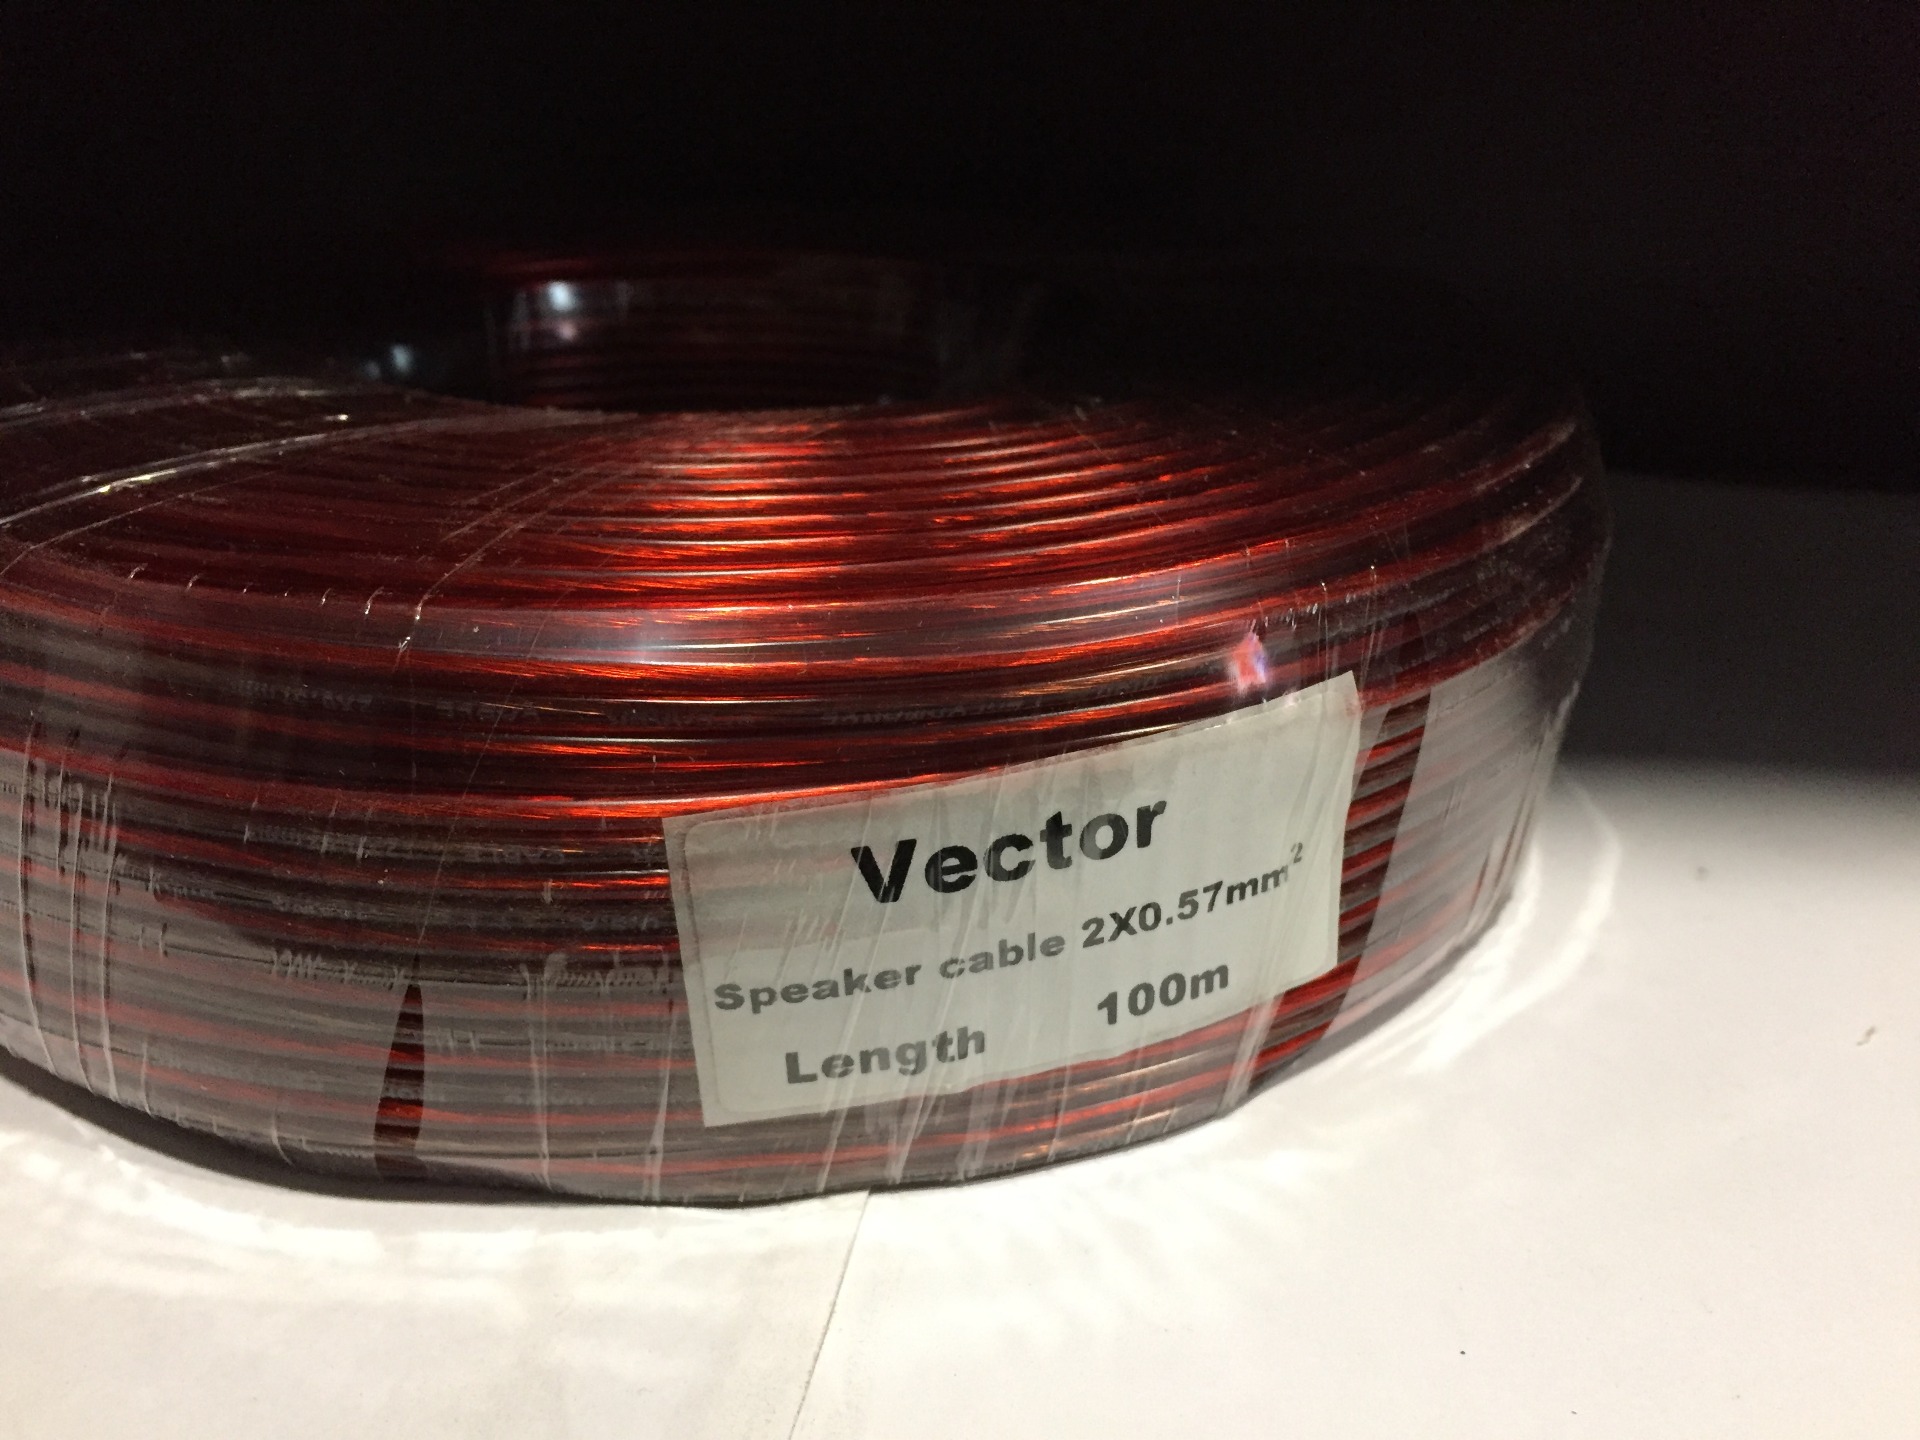 Vector
Speaker cable 2X0.57mm²
Length 100m